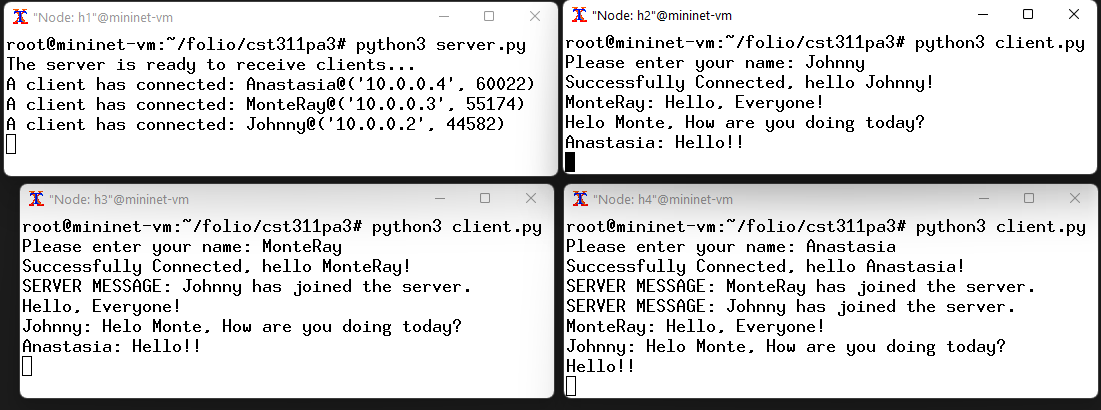 "Node: h1"@mininet-vm
root@mininet-vm:~/folio/cst311pa3# python3 server.py
The server is ready to receive clients...
A client has connected: Anastasia@('10.0.0.4', 60022)
A client has connected: MonteRay@('10.0.0.3', 55174)
A client has connected: Johnny@('10.0.0.2', 44582)
"Node: h2"@mininet-vm
root@mininet-vm:~/folio/cst311pa3# python3 client.py
Please enter your name: Johnny
Successfully Connected, hello Johnny!
MonteRay: Hello, Everyone!
Helo Monte, How are you doing today?
Anastasia: Hello!!
"Node: h3"@mininet-vm
root@mininet-vm:~/folio/cst311pa3# python3 client.py
Please enter your name: MonteRay
Successfully Connected, hello MonteRay!
SERVER MESSAGE: Johnny has joined the server.
Hello, Everyone!
Johnny: Helo Monte, How are you doing today?
Anastasia: Hello!!
"Node: h4"@mininet-vm
root@mininet-vm:~/folio/cst311pa3# python3 client.py
Please enter your name: Anastasia
Successfully Connected, hello Anastasia!
SERVER MESSAGE: MonteRay has joined the server.
SERVER MESSAGE: Johnny has joined the server.
MonteRay: Hello, Everyone!
Johnny: Helo Monte, How are you doing today?
Hello!!